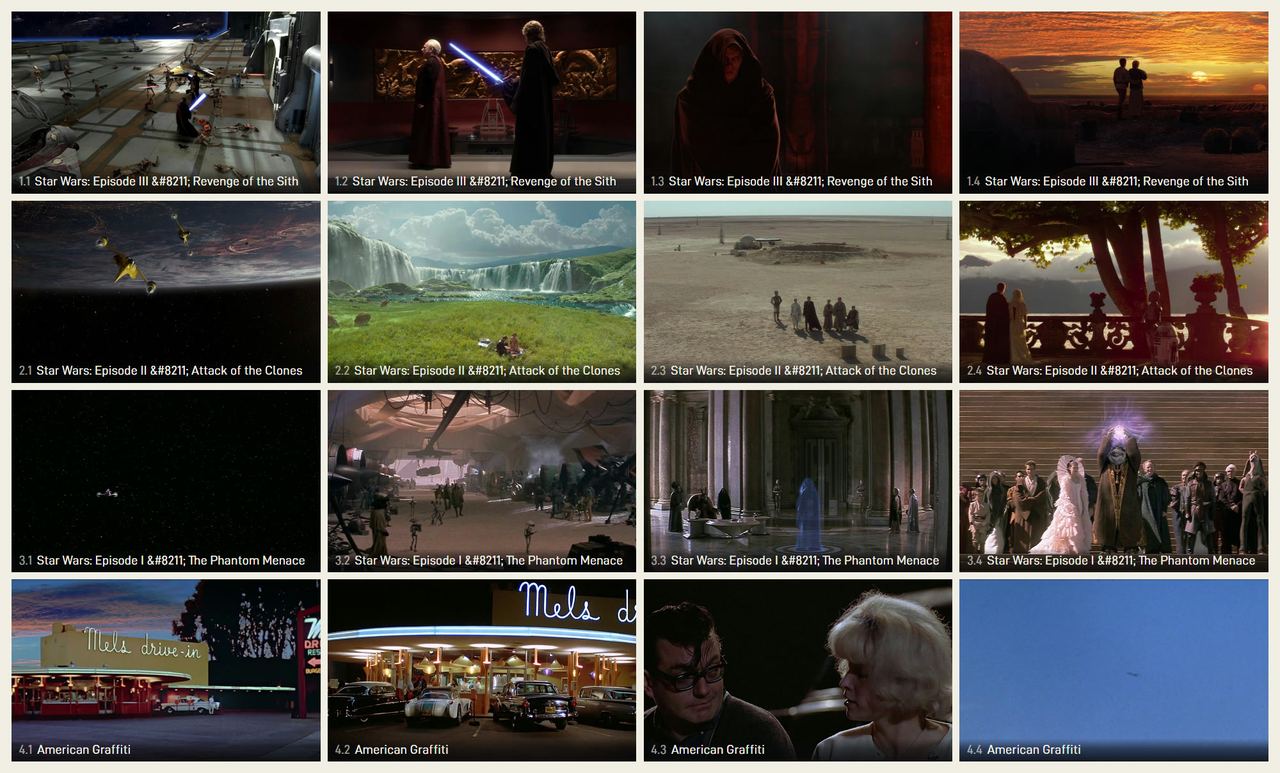 1.1 Star Wars: Episode III &#8211; Revenge of the Sith
1.2 Star Wars: Episode III &#8211; Revenge of the Sith
1.3 Star Wars: Episode III &#8211; Revenge of the Sith
1.4 Star Wars: Episode III &#8211; Revenge of the Sith
2.1 Star Wars: Episode II &#8211; Attack of the Clones
2.2 Star Wars: Episode II &#8211; Attack of the Clones
2.3 Star Wars: Episode II &#8211; Attack of the Clones
2.4 Star Wars: Episode II &#8211; Attack of the Clones
3.1 Star Wars: Episode I &#8211; The Phantom Menace
3.2 Star Wars: Episode I &#8211; The Phantom Menace
3.3 Star Wars: Episode I &#8211; The Phantom Menace
3.4 Star Wars: Episode I &#8211; The Phantom Menace
Mels drive-in
4.1 American Graffiti
Mels d
4.2 American Graffiti
4.3 American Graffiti
4.4 American Graffiti